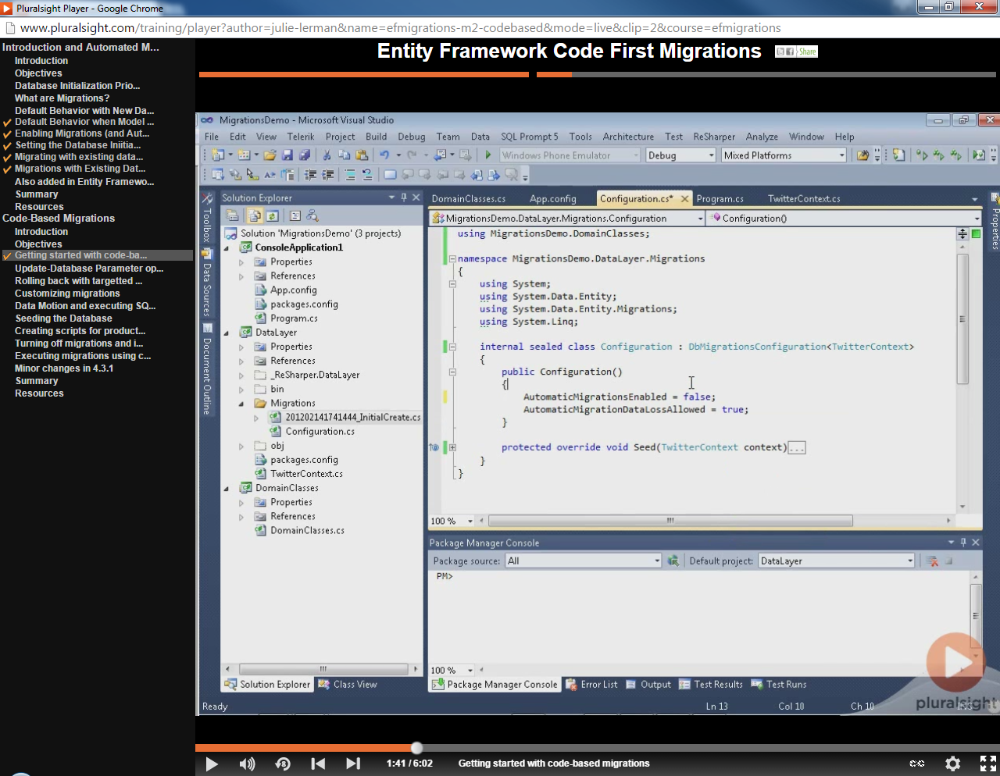 Pluralsight Player - Google Chrome
www.pluralsight.com/training/player?author=julie-lerman&name=efmigrations-m2-codebased&mode=live&clip=2&course=efmigrations
Introduction and Automated M...
Introduction
Objectives
Database Initialization Prio...
What are Migrations?
Default Behavior with New Da...
Default Behavior when Model ...
Enabling Migrations (and Aut...
Setting the Database Iniitia...
Migrating with existing data...
Migrations with Existing Dat...
Also added in Entity Framewo...
Summary
Resources
Code-Based Migrations
Introduction
Objectives
Getting started with code-ba...
Update-Database Parameter op...
Rolling back with targetted ...
Customizing migrations
Data Motion and executing SQ...
Seeding the Database
Creating scripts for product...
Turning off migrations and i...
Executing migrations using c...
Minor changes in 4.3.1
Summary
Resources
Entity Framework Code First Migrations
Share
MigrationsDemo - Microsoft Visual Studio
File Edit View Telerik Project Build Debug Team Data SQL Prompt 5 Tools Architecture Test ReSharper Analyze Window Help
Windows Phone Emulator Debug Mixed Platforms
Toolbox
Data Sources
Document Outline
Solution Explorer
Solution 'MigrationsDemo' (3 projects)
ConsoleApplication1
Properties
References
App.config
packages.config
Program.cs
DataLayer
Properties
References
_ReSharper.DataLayer
bin
Migrations
201202141741444_InitialCreate.cs
Configuration.cs
obj
packages.config
TwitterContext.cs
DomainClasses
Properties
References
DomainClasses.cs
Solution Explorer Class View
DomainClasses.cs App.config Configuration.cs* Program.cs TwitterContext.cs
MigrationsDemo.DataLayer.Migrations.Configuration Configuration()
using MigrationsDemo.DomainClasses;
namespace MigrationsDemo.DataLayer.Migrations
{
using System;
using System.Data.Entity;
using System.Data.Entity.Migrations;
using System.Linq;
internal sealed class Configuration : DbMigrationsConfiguration<TwitterContext>
{
public Configuration()
{
AutomaticMigrationsEnabled = false;
AutomaticMigrationDataLossAllowed = true;
}
protected override void Seed(TwitterContext context)...
}
}
100 %
Properties
Package Manager Console
Package source: All Default project: DataLayer
PM>
100 %
Package Manager Console Error List Output Test Results Test Runs
Ready Ln 13 Col 10 Ch 10 INS
pluralsight
1:41 / 6:02 Getting started with code-based migrations CC